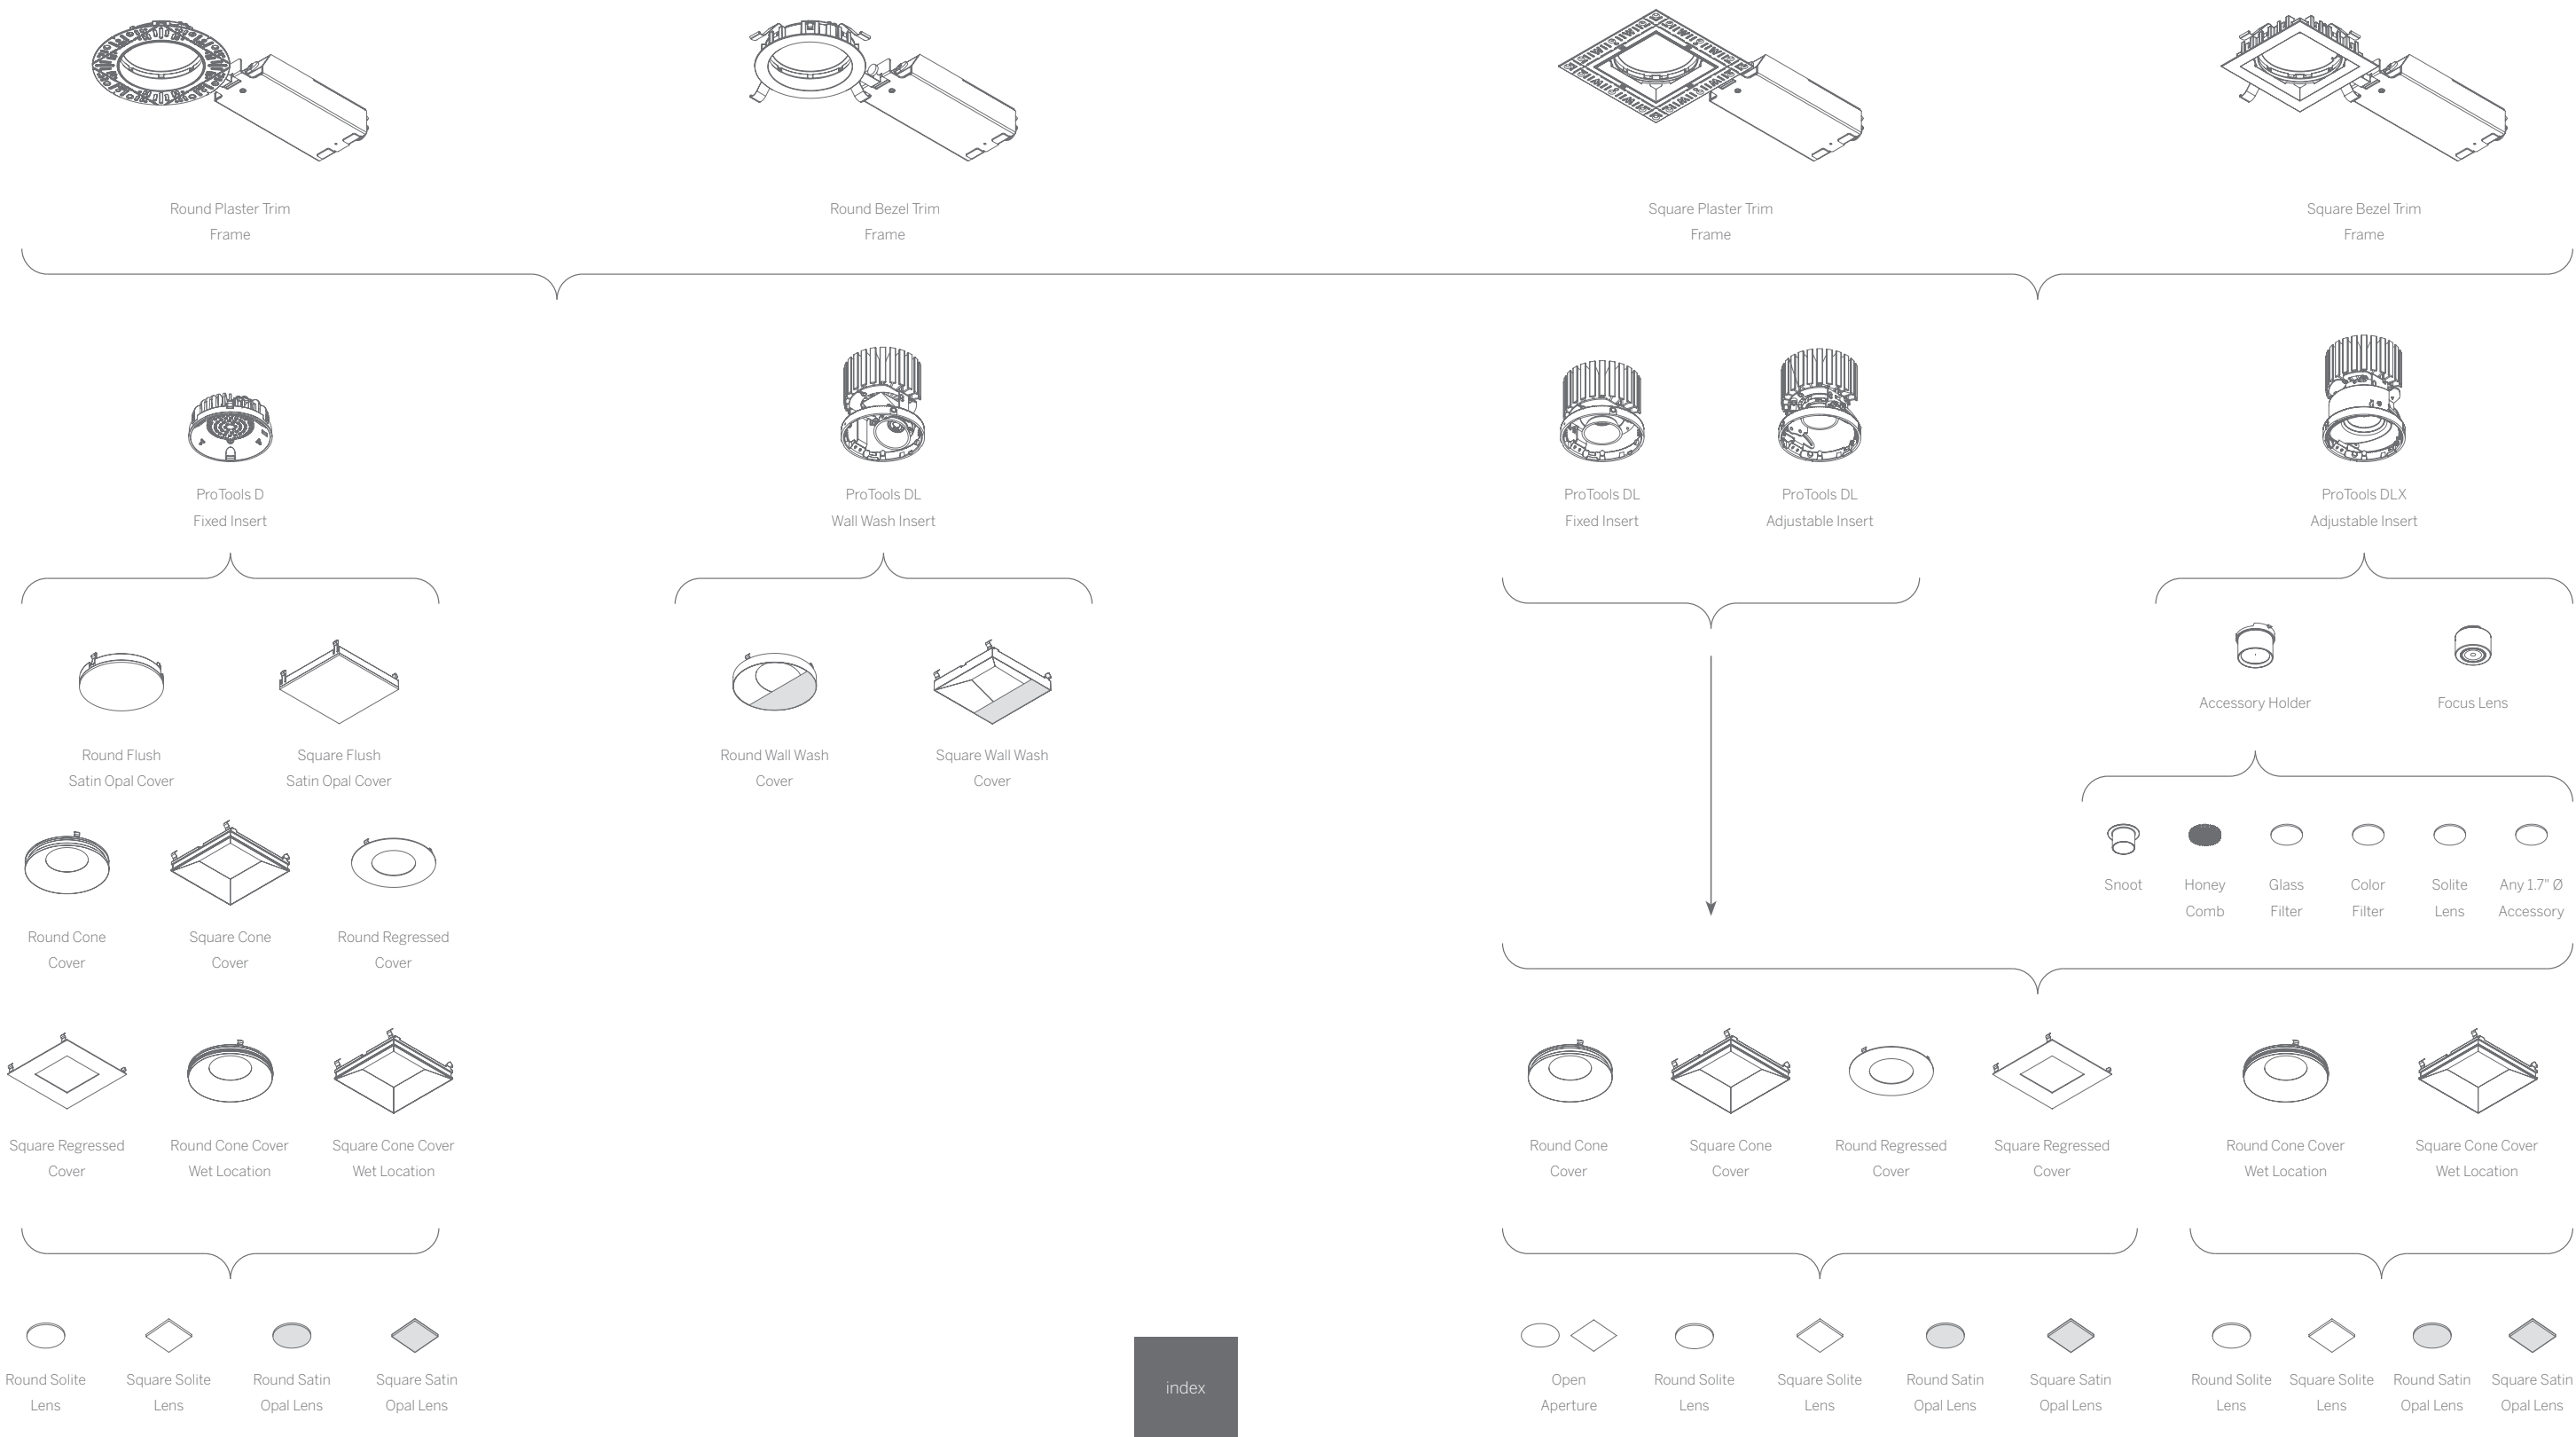 Round Plaster Trim
Frame
Round Bezel Trim
Frame
Square Plaster Trim
Frame
Square Bezel Trim
Frame
ProTools D
Fixed Insert
ProTools DL
Wall Wash Insert
ProTools DL
Fixed Insert
ProTools DL
Adjustable Insert
ProTools DLX
Adjustable Insert
Round Flush
Satin Opal Cover
Square Flush
Satin Opal Cover
Round Wall Wash
Cover
Square Wall Wash
Cover
Accessory Holder
Focus Lens
Snoot
Honey
Comb
Glass
Filter
Color
Filter
Solite
Lens
Any 1.7" Ø
Accessory
Round Cone
Cover
Square Cone
Cover
Round Regressed
Cover
Square Regressed
Cover
Round Cone Cover
Wet Location
Square Cone Cover
Wet Location
Round Cone
Cover
Square Cone
Cover
Round Regressed
Cover
Square Regressed
Cover
Round Cone Cover
Wet Location
Square Cone Cover
Wet Location
Round Solite
Lens
Square Solite
Lens
Round Satin
Opal Lens
Square Satin
Opal Lens
index
Open
Aperture
Round Solite
Lens
Square Solite
Lens
Round Satin
Opal Lens
Square Satin
Opal Lens
Round Solite
Lens
Square Solite
Lens
Round Satin
Opal Lens
Square Satin
Opal Lens